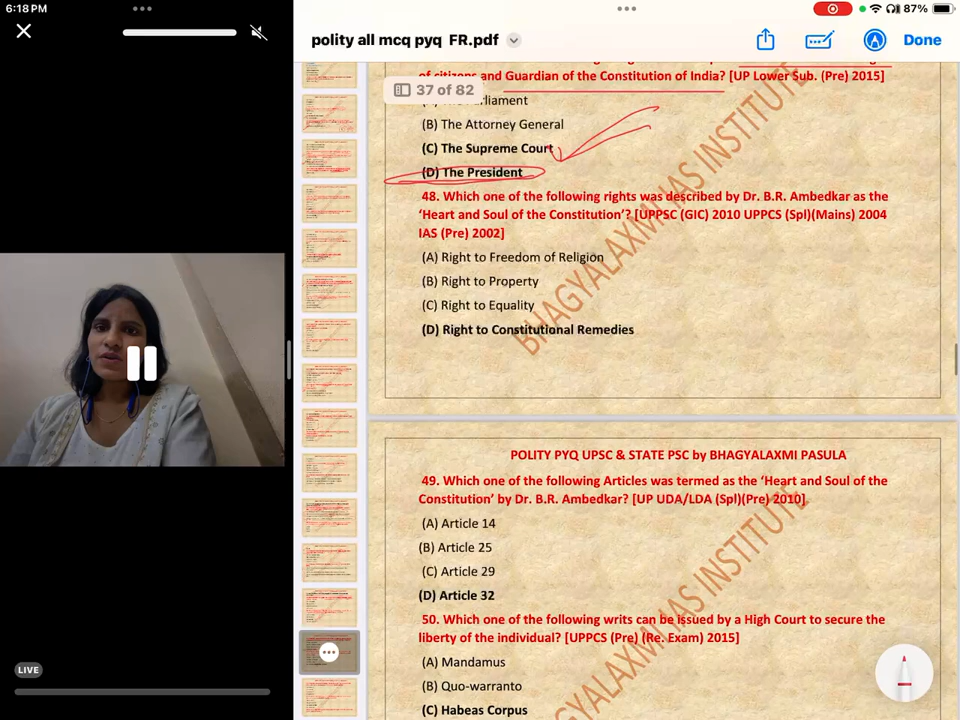 6:18 PM
87%
polity all mcq pyq FR.pdf
Done
of citizens and Guardian of the Constitution of India? [UP Lower Sub. (Pre) 2015]
37 of 82
(B) The Attorney General
(C) The Supreme Court
(D) The President
48. Which one of the following rights was described by Dr. B.R. Ambedkar as the
‘Heart and Soul of the Constitution’? [UPPSC (GIC) 2010 UPPCS (Spl)(Mains) 2004
IAS (Pre) 2002]
(A) Right to Freedom of Religion
(B) Right to Property
(C) Right to Equality
(D) Right to Constitutional Remedies
BHAGYALAXMI IAS INSTITUTE
POLITY PYQ UPSC & STATE PSC by BHAGYALAXMI PASULA
49. Which one of the following Articles was termed as the ‘Heart and Soul of the
Constitution’ by Dr. B.R. Ambedkar? [UP UDA/LDA (Spl)(Pre) 2010]
(A) Article 14
(B) Article 25
(C) Article 29
(D) Article 32
50. Which one of the following writs can be issued by a High Court to secure the
liberty of the individual? [UPPCS (Pre) (Re. Exam) 2015]
(A) Mandamus
(B) Quo-warranto
(C) Habeas Corpus
BHAGYALAXMI IAS INSTITUTE
LIVE